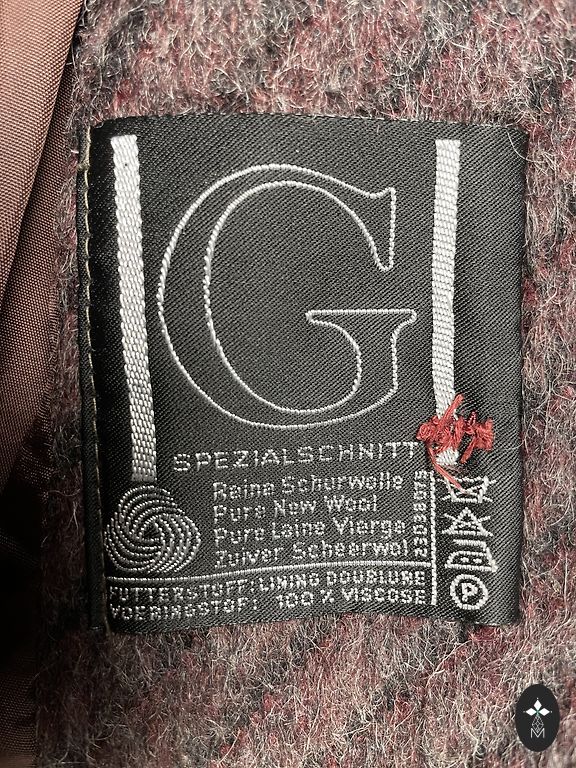 G
SPEZIALSCHNITT
Reine Schurwolle
Pure New Wool
Pure Laine Vierge
Zuiver Scheerwol
FUTTERSTOFF: LINING DOUBLURE
VOERINGSTOF: 100 % VISCOSE
P
M